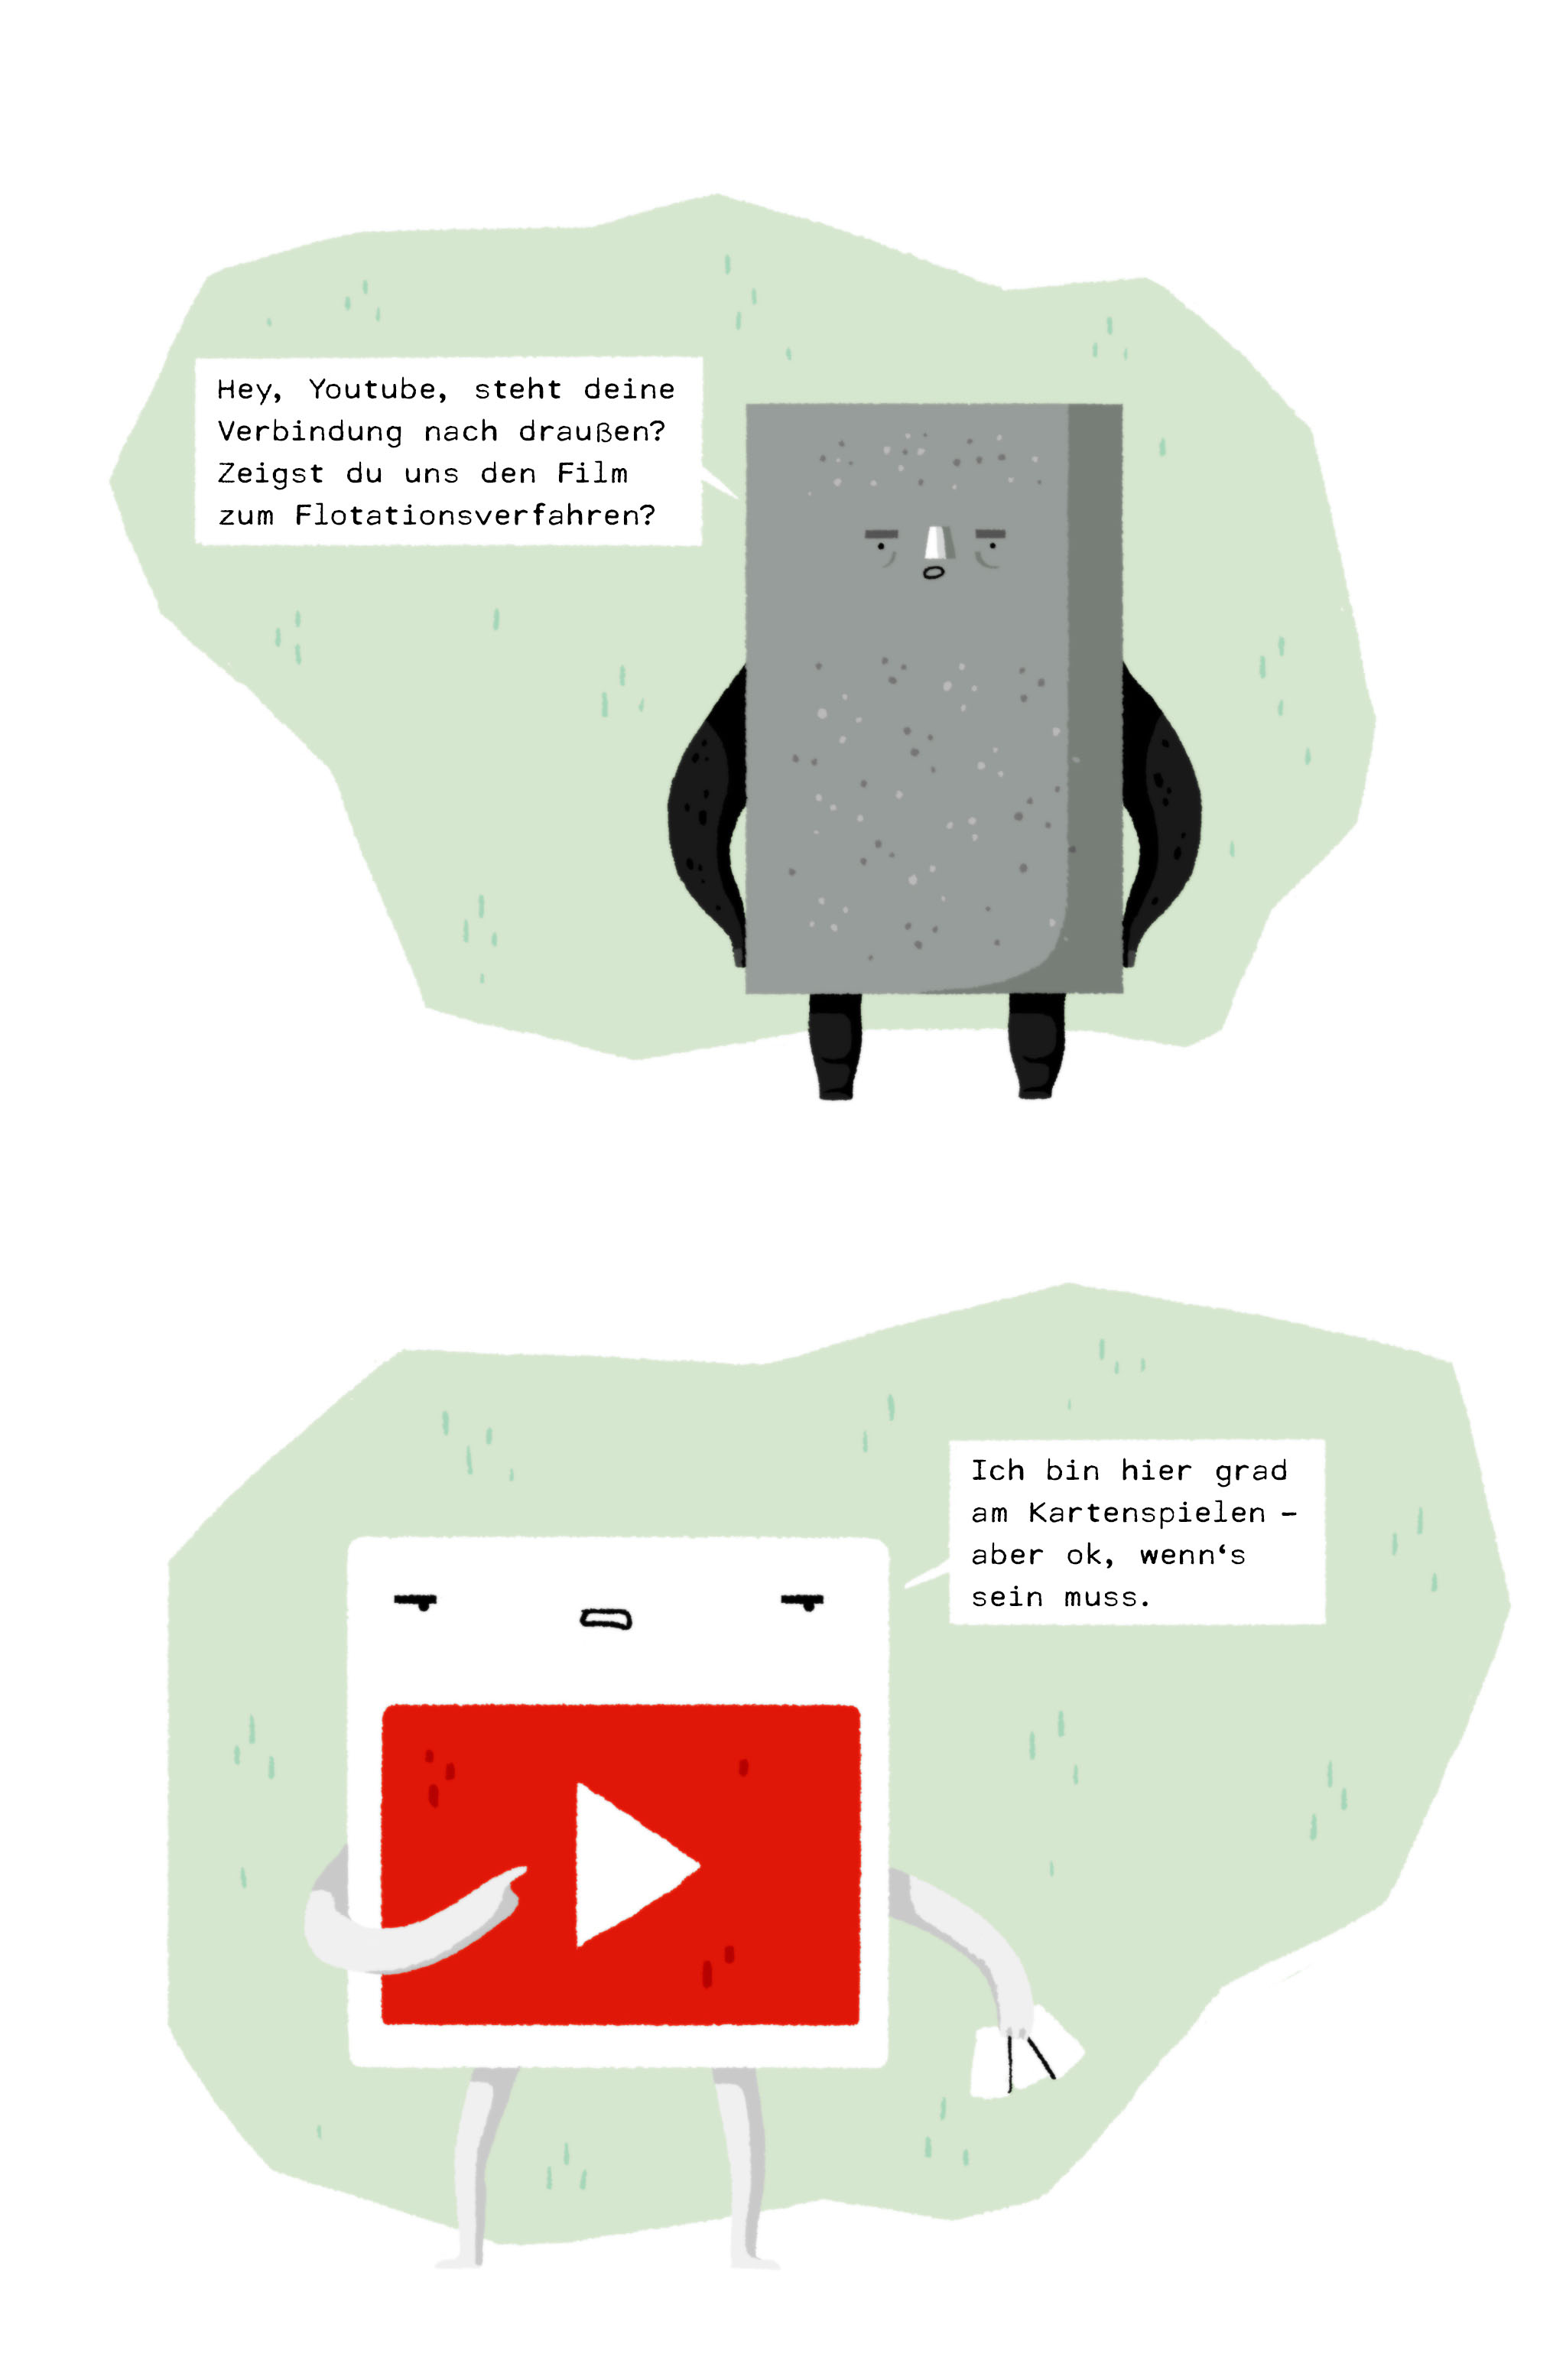 Hey, Youtube, steht deine
Verbindung nach draußen?
Zeigst du uns den Film
zum Flotationsverfahren?
Ich bin hier grad
am Kartenspielen –
aber ok, wenn‘s
sein muss.